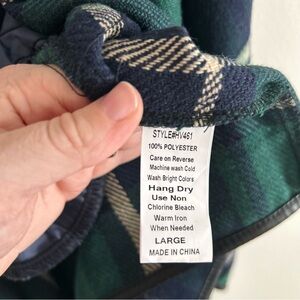 STYLE#HV461
100% POLYESTER
Care on Reverse
Machine wash Cold
Wash Bright Colors
Hang Dry
Use Non
Chlorine Bleach
Warm Iron
When Needed
LARGE
MADE IN CHINA